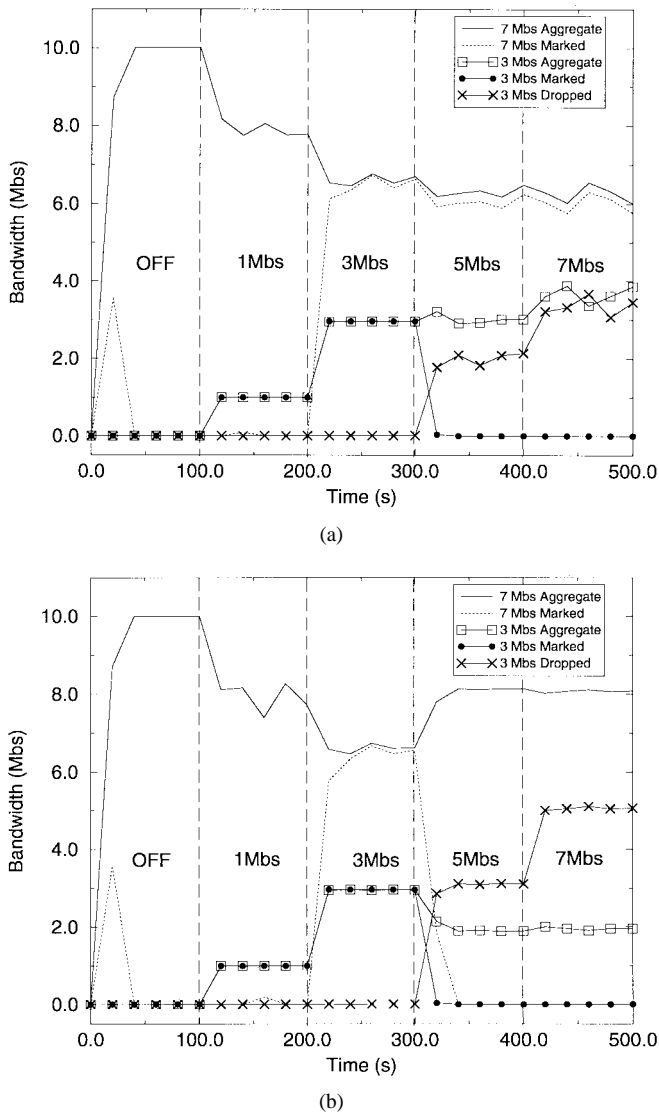 7 Mbs Aggregate
7 Mbs Marked
3 Mbs Aggregate
3 Mbs Marked
3 Mbs Dropped
10.0
8.0
6.0
4.0
2.0
0.0
Bandwidth (Mbs)
OFF
1Mbs
3Mbs
5Mbs
7Mbs
0.0
100.0
200.0
300.0
400.0
500.0
Time (s)
(a)
7 Mbs Aggregate
7 Mbs Marked
3 Mbs Aggregate
3 Mbs Marked
3 Mbs Dropped
10.0
8.0
6.0
4.0
2.0
0.0
Bandwidth (Mbs)
OFF
1Mbs
3Mbs
5Mbs
7Mbs
0.0
100.0
200.0
300.0
400.0
500.0
Time (s)
(b)